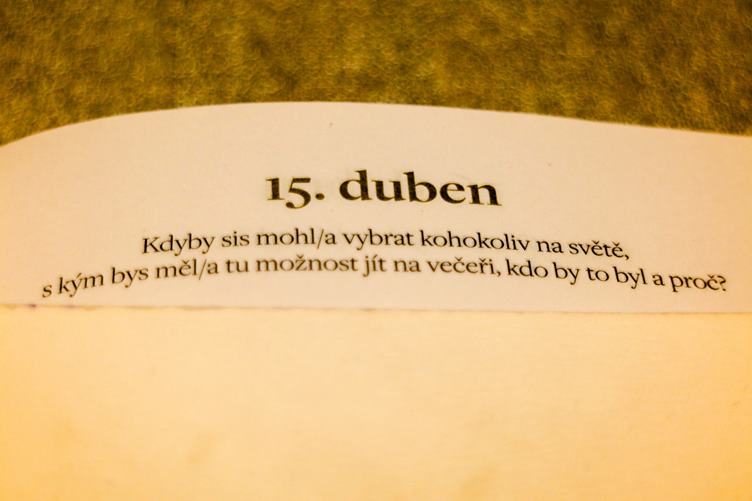 15. duben
Kdyby sis mohl/a vybrat kohokoliv na světě,
s kým bys měl/a tu možnost jít na večeři, kdo by to byl a proč?